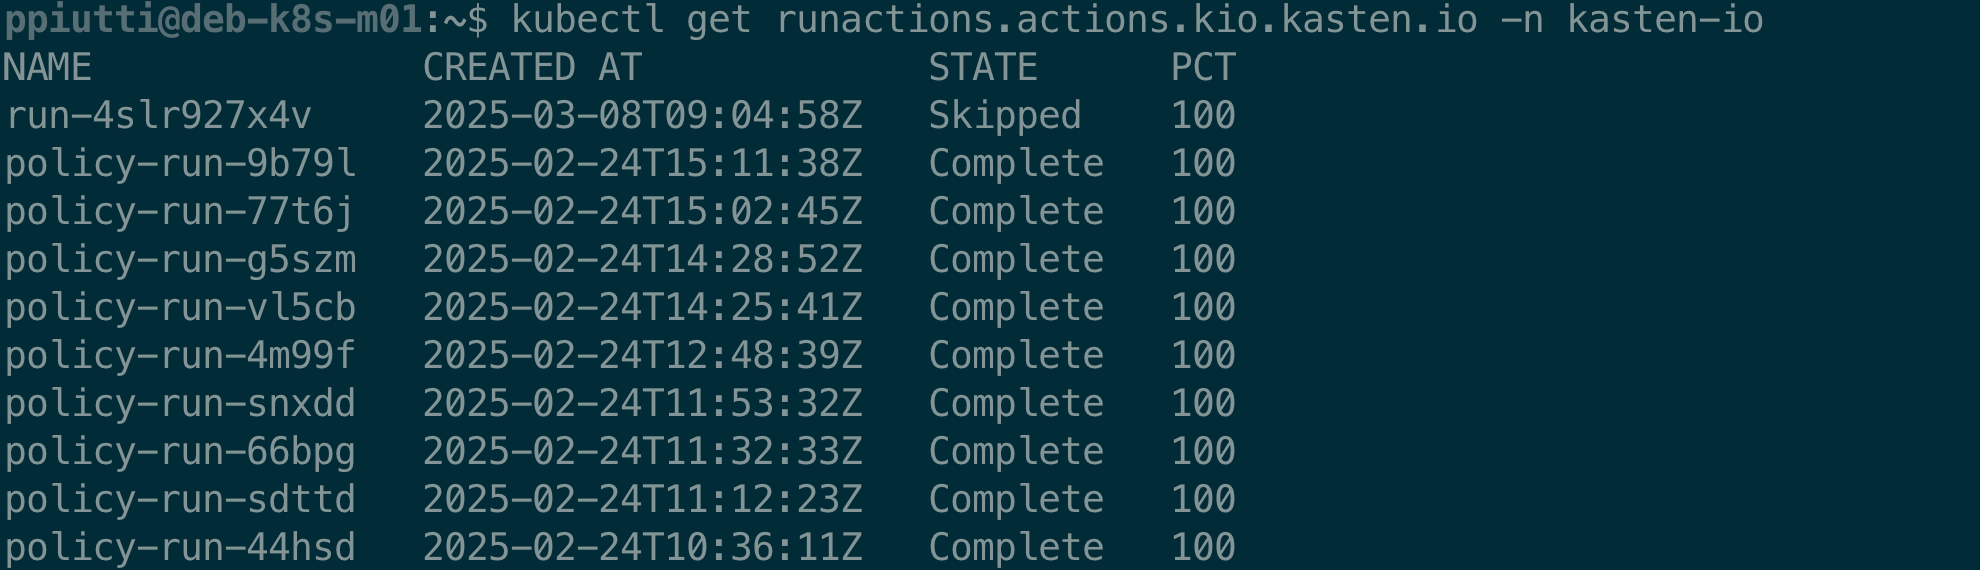 ppiutti@deb-k8s-m01:~$ kubectl get runactions.actions.kio.kasten.io -n kasten-io
NAME               CREATED AT             STATE      PCT
run-4slr927x4v     2025-03-08T09:04:58Z   Skipped    100
policy-run-9b79l   2025-02-24T15:11:38Z   Complete   100
policy-run-77t6j   2025-02-24T15:02:45Z   Complete   100
policy-run-g5szm   2025-02-24T14:28:52Z   Complete   100
policy-run-vl5cb   2025-02-24T14:25:41Z   Complete   100
policy-run-4m99f   2025-02-24T12:48:39Z   Complete   100
policy-run-snxdd   2025-02-24T11:53:32Z   Complete   100
policy-run-66bpg   2025-02-24T11:32:33Z   Complete   100
policy-run-sdttd   2025-02-24T11:12:23Z   Complete   100
policy-run-44hsd   2025-02-24T10:36:11Z   Complete   100